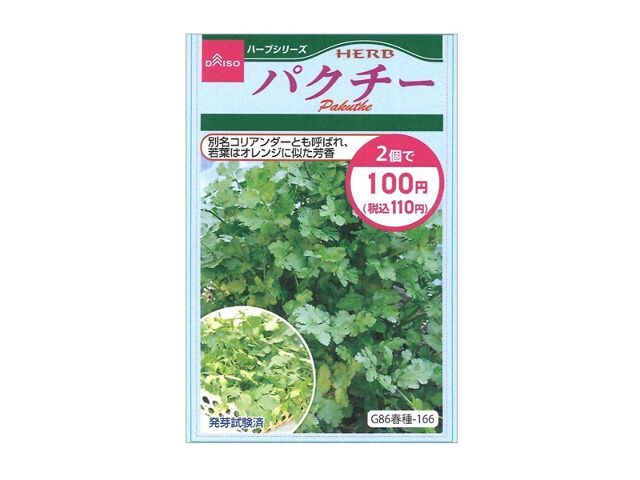 DAISO
ハーブシリーズ
HERB
パクチー
Pakuthe
別名コリアンダーとも呼ばれ、
若葉はオレンジに似た芳香
2個で
100円
(税込110円)
発芽試験済
G86春種-166